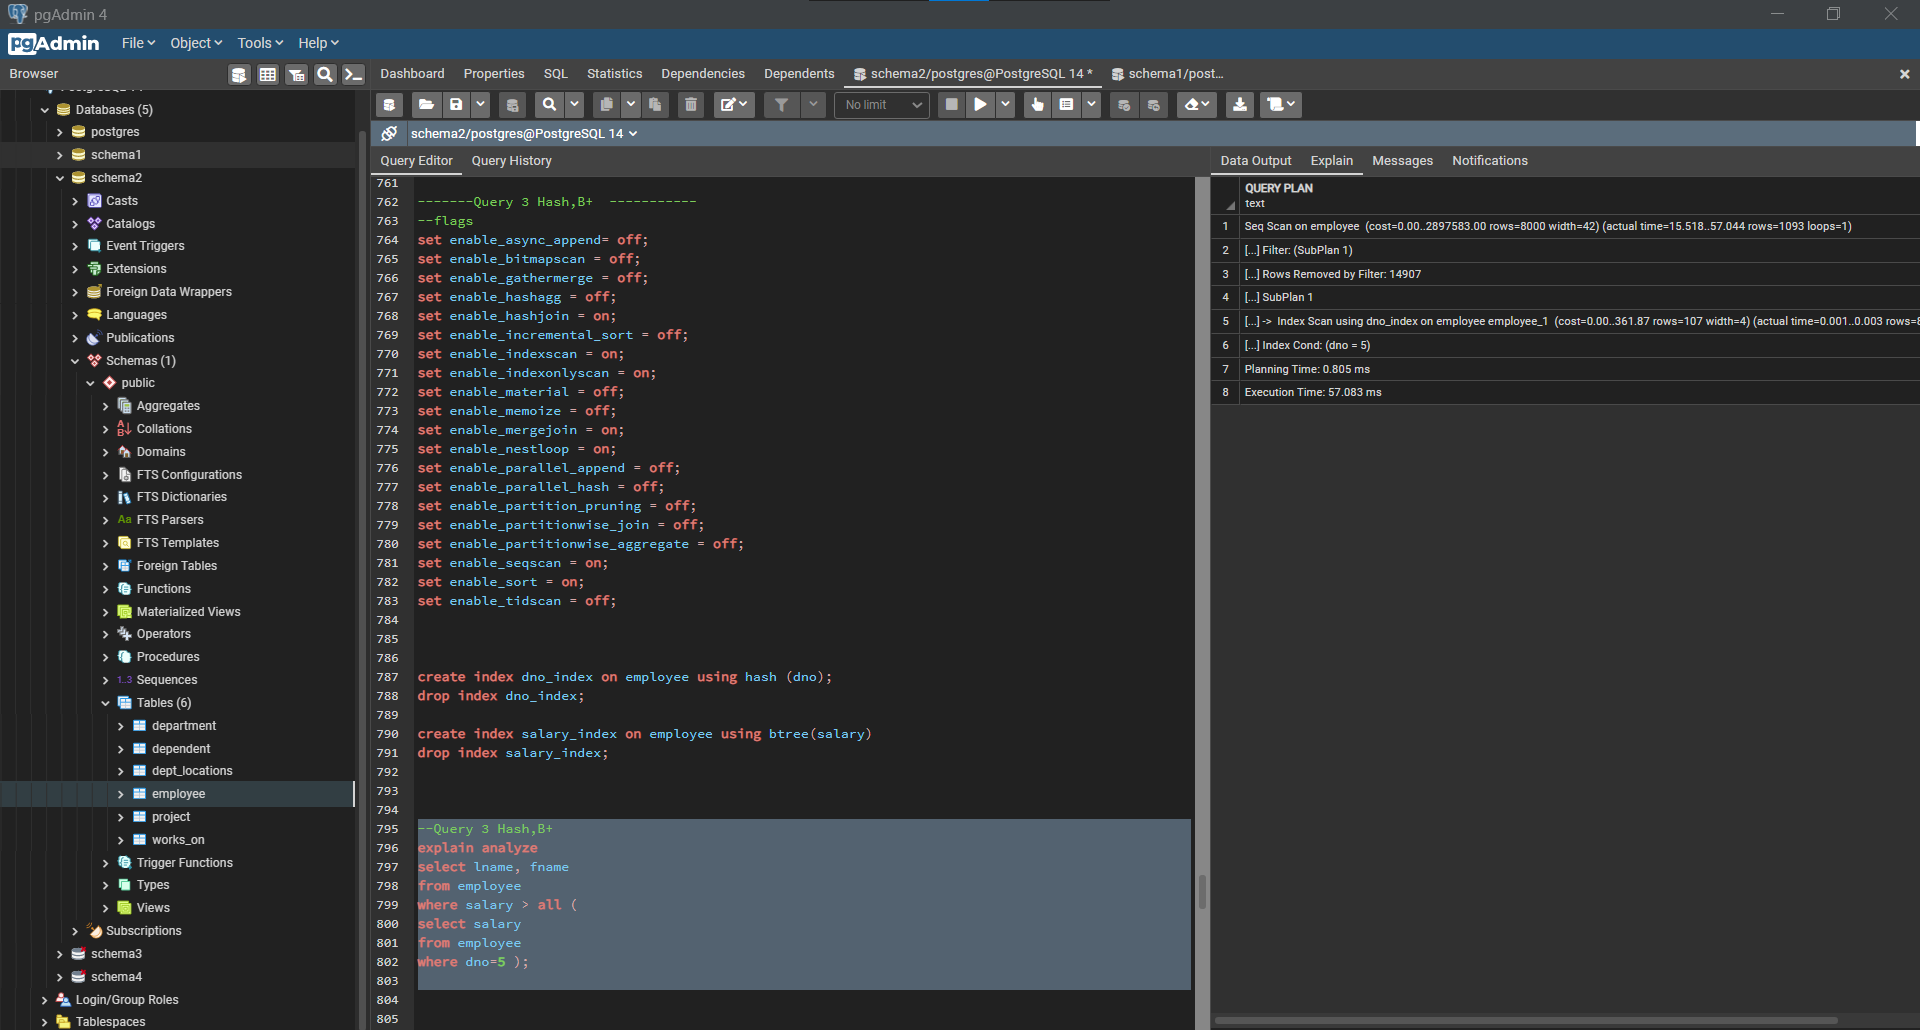 pgAdmin 4
pgAdmin File Object Tools Help
Browser
Dashboard Properties SQL Statistics Dependencies Dependents schema2/postgres@PostgreSQL 14 * schema1/post...
No limit
schema2/postgres@PostgreSQL 14
Databases (5)
postgres
schema1
schema2
Casts
Catalogs
Event Triggers
Extensions
Foreign Data Wrappers
Languages
Publications
Schemas (1)
public
Aggregates
Collations
Domains
FTS Configurations
FTS Dictionaries
Aa FTS Parsers
FTS Templates
Foreign Tables
Functions
Materialized Views
Operators
Procedures
1..3 Sequences
Tables (6)
department
dependent
dept_locations
employee
project
works_on
Trigger Functions
Types
Views
Subscriptions
schema3
schema4
Login/Group Roles
Tablespaces
Query Editor Query History
761
762 -------Query 3 Hash,B+  -----------
763 --flags
764 set enable_async_append= off;
765 set enable_bitmapscan = off;
766 set enable_gathermerge = off;
767 set enable_hashagg = off;
768 set enable_hashjoin = on;
769 set enable_incremental_sort = off;
770 set enable_indexscan = on;
771 set enable_indexonlyscan = on;
772 set enable_material = off;
773 set enable_memoize = off;
774 set enable_mergejoin = on;
775 set enable_nestloop = on;
776 set enable_parallel_append = off;
777 set enable_parallel_hash = off;
778 set enable_partition_pruning = off;
779 set enable_partitionwise_join = off;
780 set enable_partitionwise_aggregate = off;
781 set enable_seqscan = on;
782 set enable_sort = on;
783 set enable_tidscan = off;
784
785
786
787 create index dno_index on employee using hash (dno);
788 drop index dno_index;
789
790 create index salary_index on employee using btree(salary)
791 drop index salary_index;
792
793
794
795 --Query 3 Hash,B+
796 explain analyze
797 select lname, fname
798 from employee
799 where salary > all (
800 select salary
801 from employee
802 where dno=5 );
803
804
805
Data Output Explain Messages Notifications
QUERY PLAN
text
1 Seq Scan on employee (cost=0.00..2897583.00 rows=8000 width=42) (actual time=15.518..57.044 rows=1093 loops=1)
2 [...] Filter: (SubPlan 1)
3 [...] Rows Removed by Filter: 14907
4 [...] SubPlan 1
5 [...] -> Index Scan using dno_index on employee employee_1 (cost=0.00..361.87 rows=107 width=4) (actual time=0.001..0.003 rows=
6 [...] Index Cond: (dno = 5)
7 Planning Time: 0.805 ms
8 Execution Time: 57.083 ms